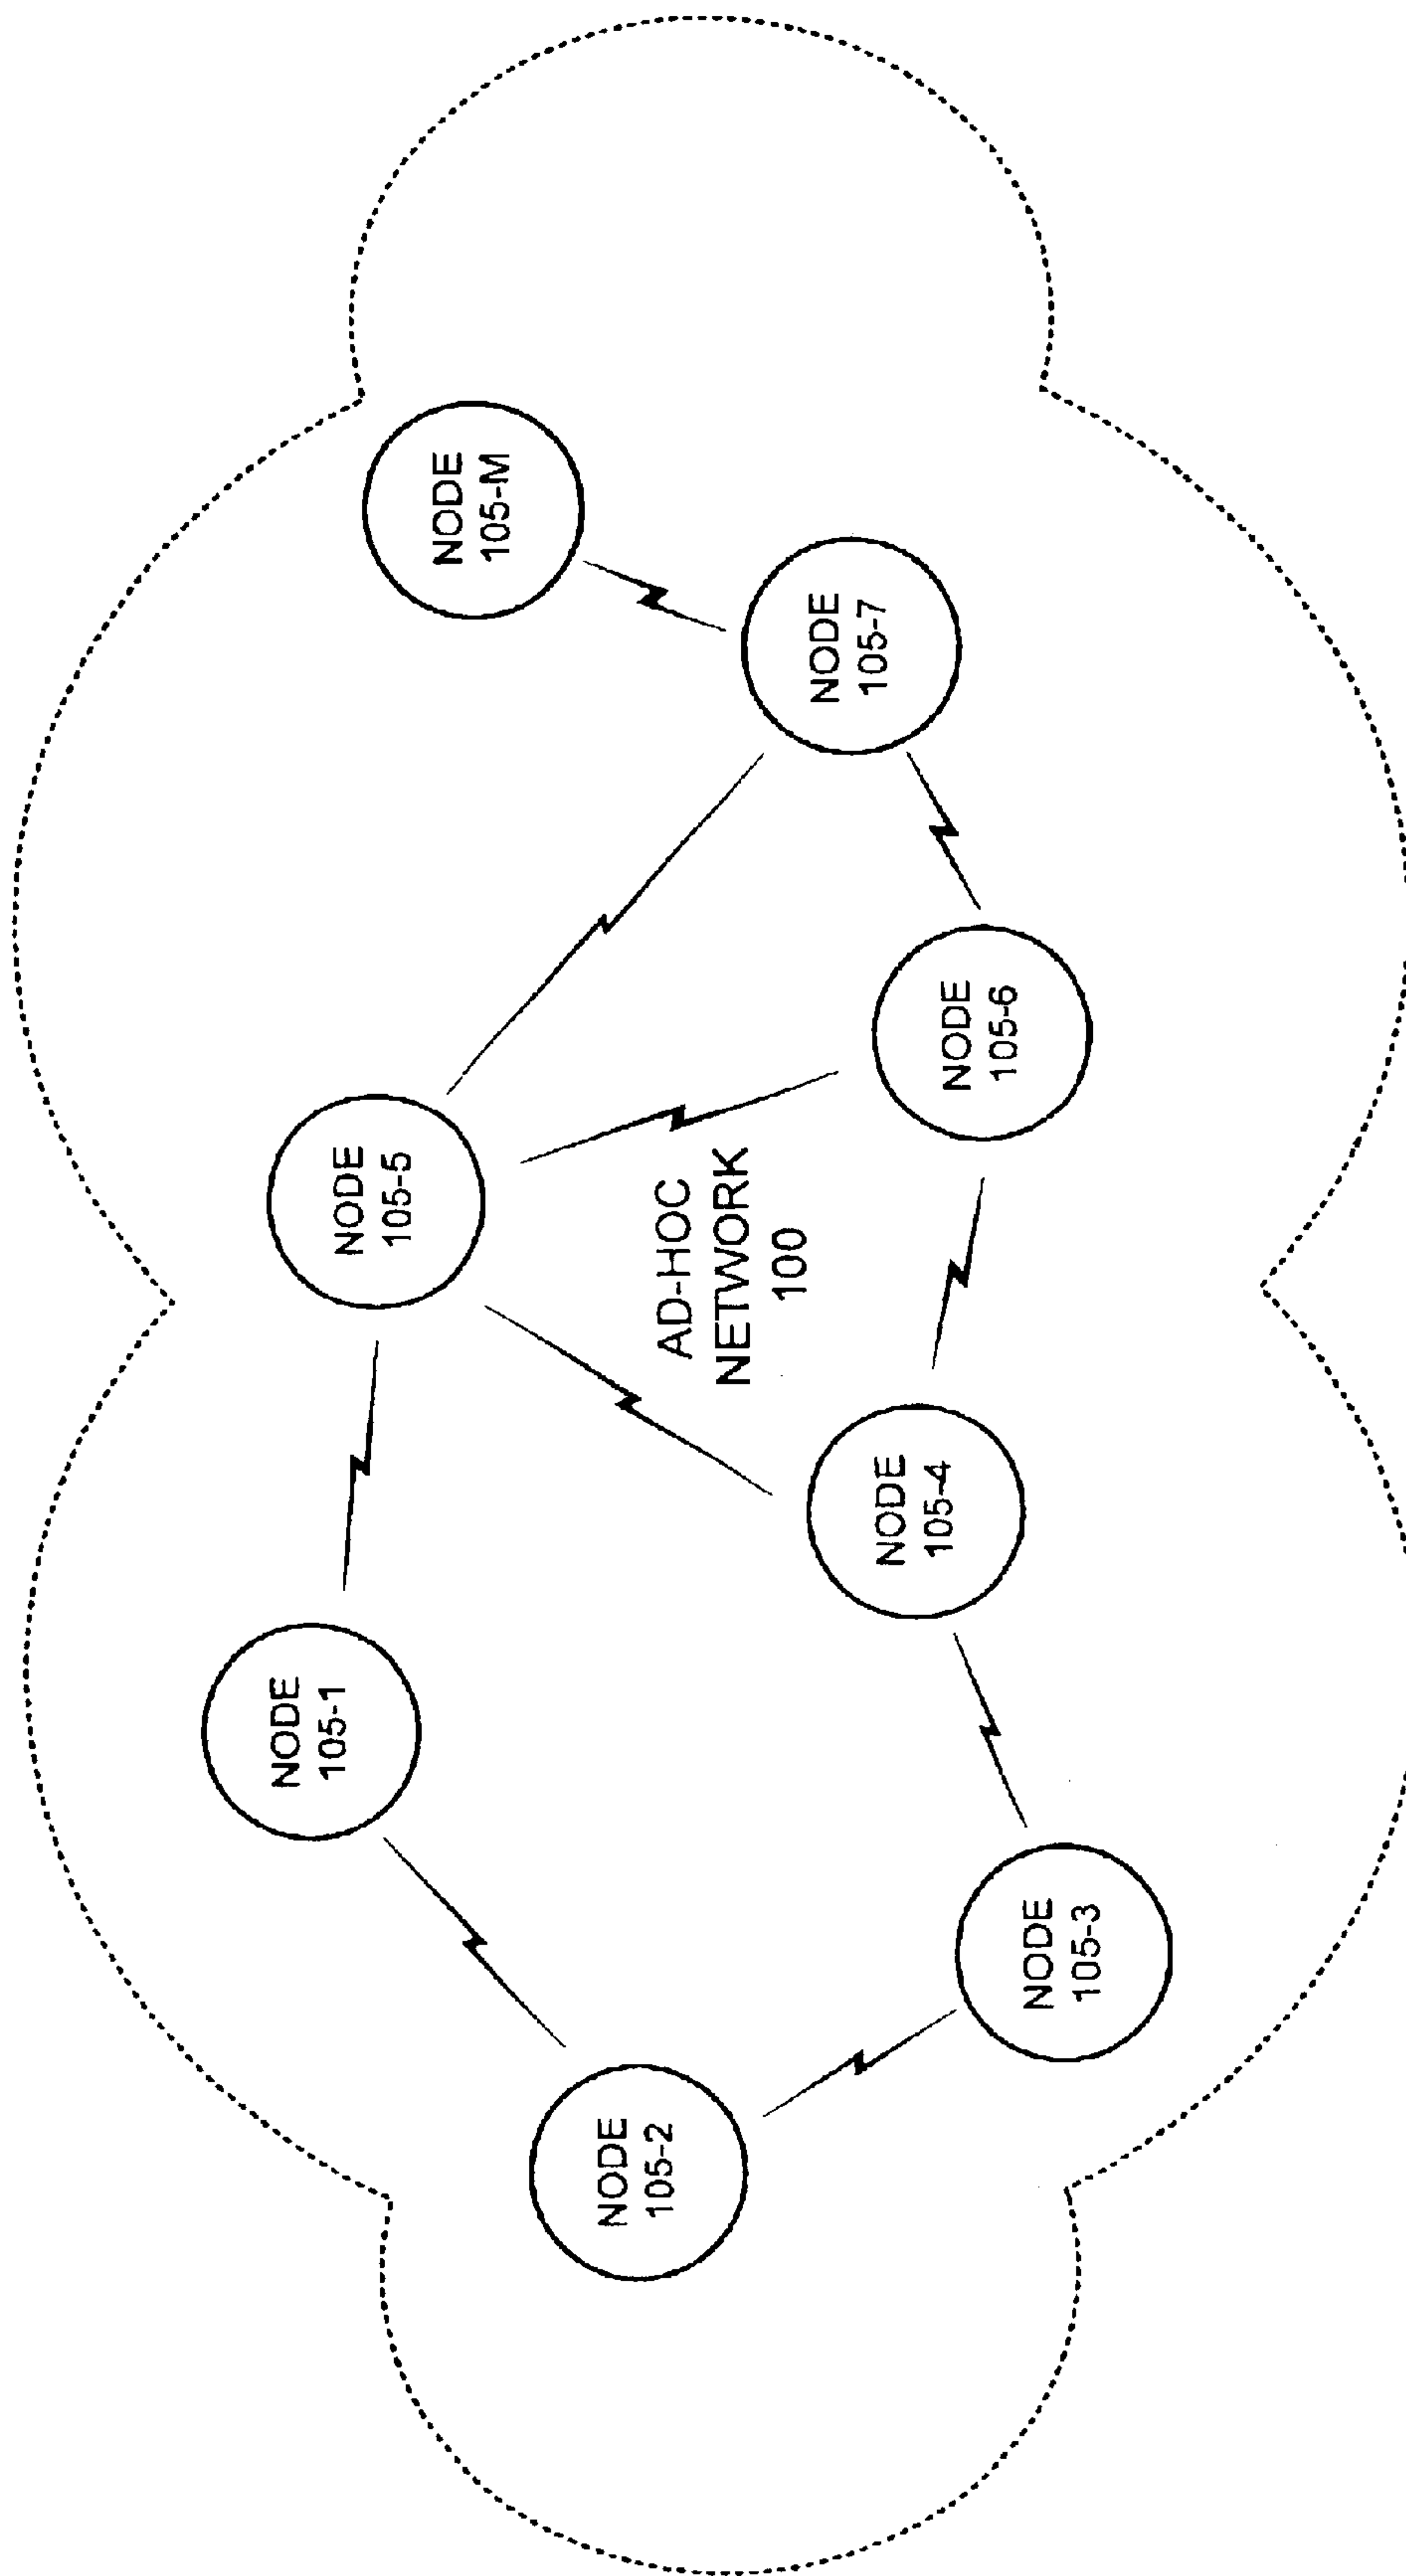 NODE
105-1
NODE
105-5
NODE
105-M
NODE
105-2
AD-HOC
NETWORK
100
NODE
105-7
NODE
105-4
NODE
105-6
NODE
105-3